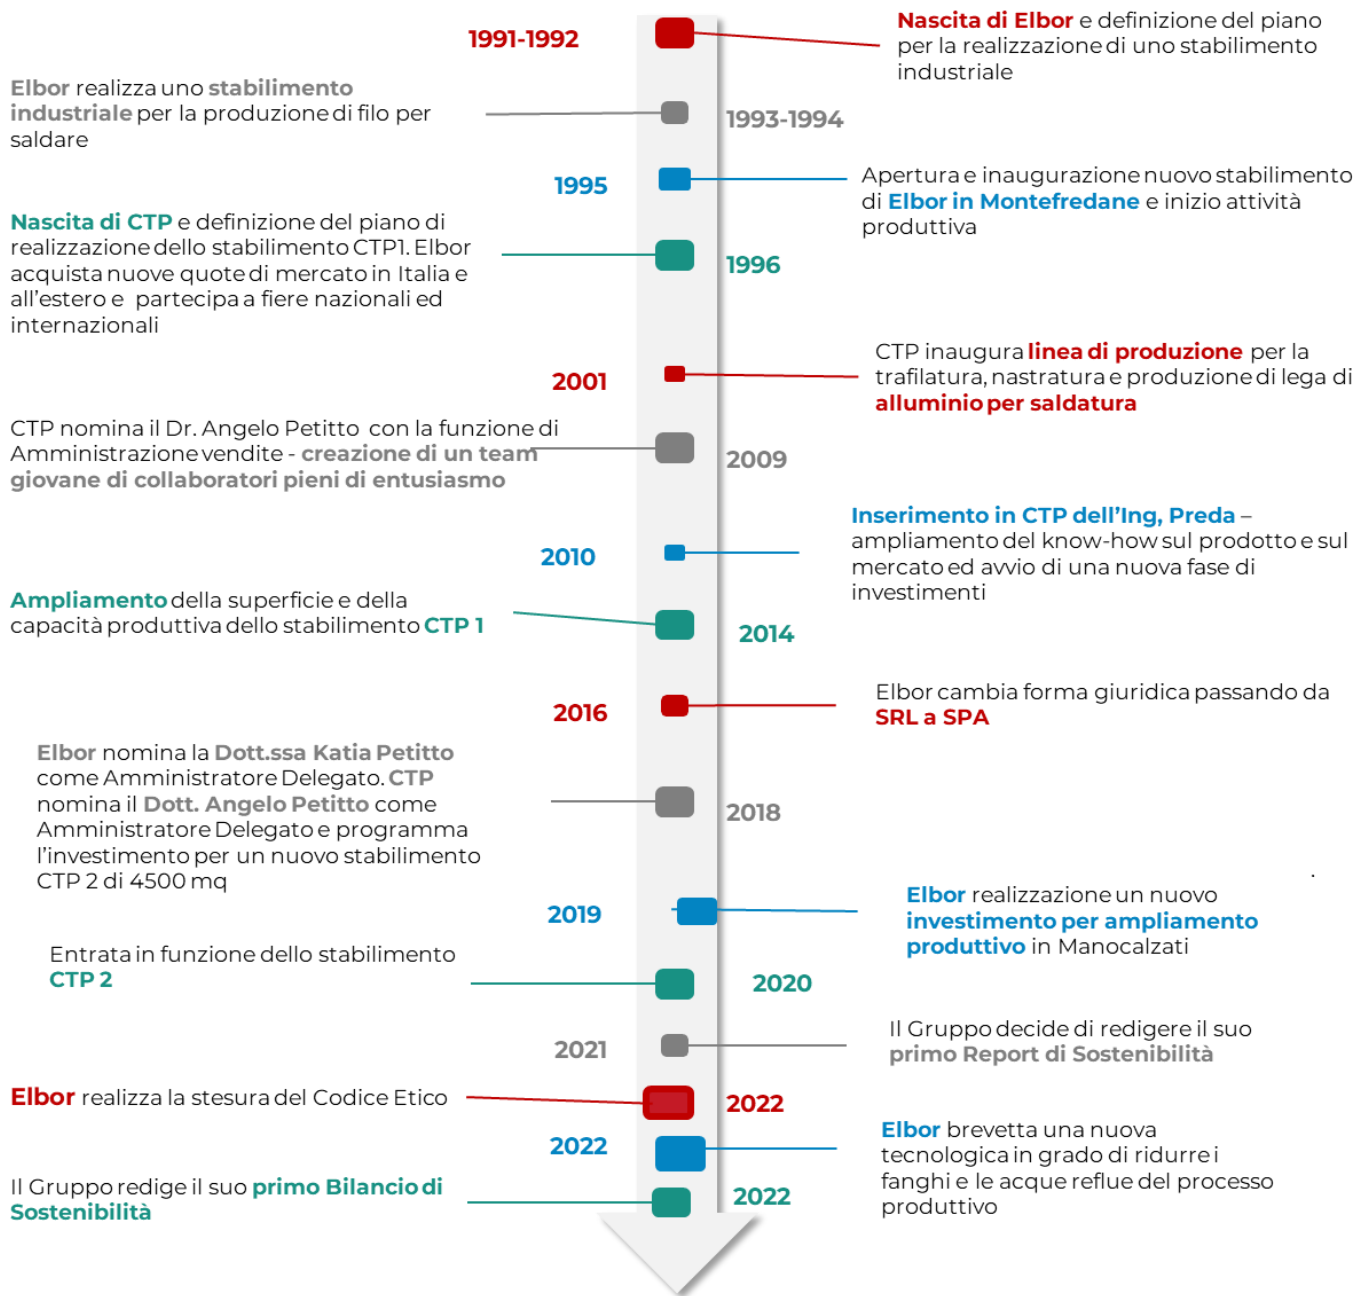 1991-1992
Nascita di Elbor e definizione del piano
per la realizzazione di uno stabilimento
industriale
Elbor realizza uno stabilimento
industriale per la produzione di filo per
saldare
1993-1994
1995
Apertura e inaugurazione nuovo stabilimento
di Elbor in Montefredane e inizio attività
produttiva
Nascita di CTP e definizione del piano di
realizzazione dello stabilimento CTP1. Elbor
acquista nuove quote di mercato in Italia e
all'estero e partecipa a fiere nazionali ed
internazionali
1996
2001
CTP inaugura linea di produzione per la
trafilatura, nastratura e produzione di lega di
alluminio per saldatura
CTP nomina il Dr. Angelo Petitto con la funzione di
Amministrazione vendite - creazione di un team
giovane di collaboratori pieni di entusiasmo
2009
2010
Inserimento in CTP dell'Ing, Preda –
ampliamento del know-how sul prodotto e sul
mercato ed avvio di una nuova fase di
investimenti
Ampliamento della superficie e della
capacità produttiva dello stabilimento CTP 1
2014
2016
Elbor cambia forma giuridica passando da
SRL a SPA
Elbor nomina la Dott.ssa Katia Petitto
come Amministratore Delegato. CTP
nomina il Dott. Angelo Petitto come
Amministratore Delegato e programma
l'investimento per un nuovo stabilimento
CTP 2 di 4500 mq
2018
.
2019
Elbor realizzazione un nuovo
investimento per ampliamento
produttivo in Manocalzati
Entrata in funzione dello stabilimento
CTP 2
2020
2021
Il Gruppo decide di redigere il suo
primo Report di Sostenibilità
Elbor realizza la stesura del Codice Etico
2022
2022
Elbor brevetta una nuova
tecnologica in grado di ridurre i
fanghi e le acque reflue del processo
produttivo
Il Gruppo redige il suo primo Bilancio di
Sostenibilità
2022